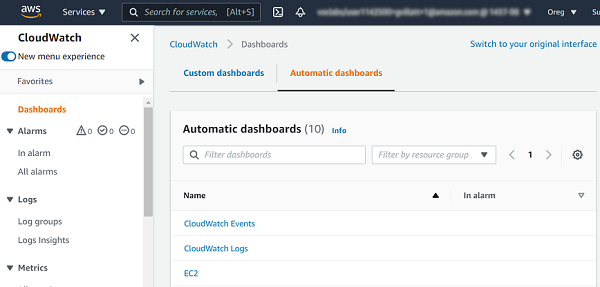 aws Services Search for services, [Alt+S] Oreg
CloudWatch
New menu experience
Favorites
Dashboards
Alarms 0 0 0
In alarm
All alarms
Logs
Log groups
Logs Insights
Metrics
CloudWatch > Dashboards Switch to your original interface
Custom dashboards Automatic dashboards
Automatic dashboards (10) Info
Filter dashboards Filter by resource group 1
Name In alarm
CloudWatch Events
CloudWatch Logs
EC2